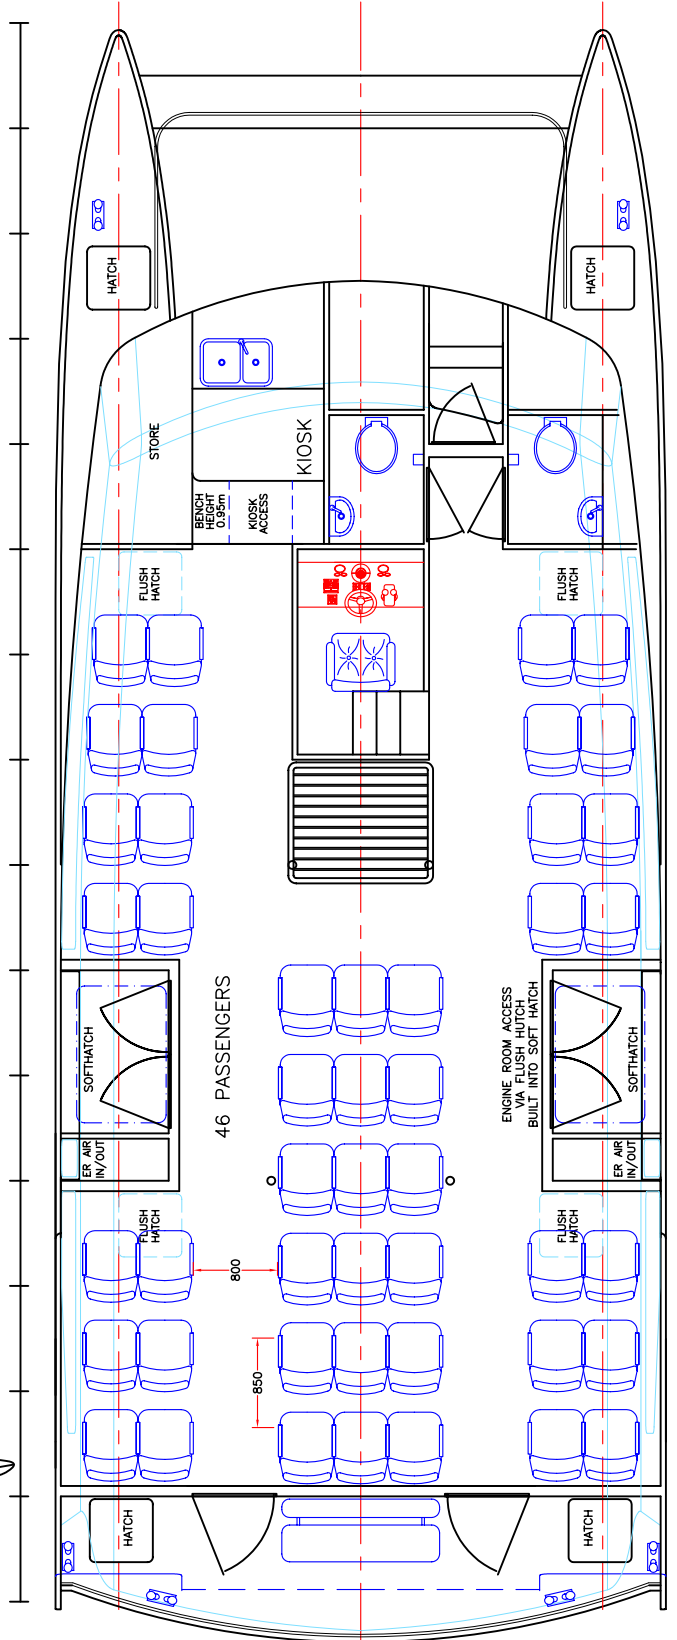 HATCH
HATCH
STORE
KIOSK
BENCH
HEIGHT
0.95m
KIOSK
ACCESS
FLUSH
HATCH
FLUSH
HATCH
46 PASSENGERS
ENGINE ROOM ACCESS
VIA FLUSH HUTCH
BUILT INTO SOFT HATCH
SOFTHATCH
SOFTHATCH
ER AIR
IN/OUT
ER AIR
IN/OUT
FLUSH
HATCH
FLUSH
HATCH
800
850
HATCH
HATCH